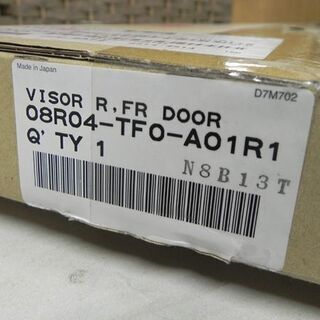 Made in Japan
D7M702
VISOR R,FR DOOR
08R04-TF0-A01R1
Q'TY 1
N8B13T